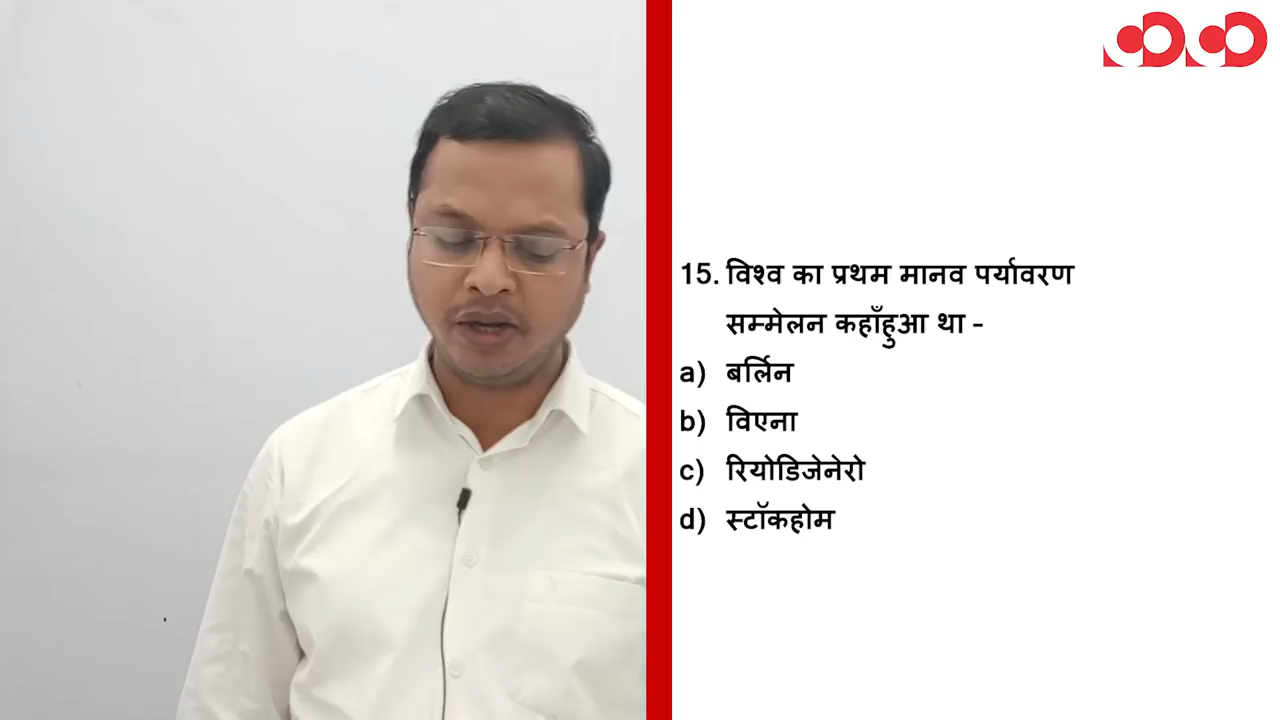 15. विश्व का प्रथम मानव पर्यावरण
सम्मेलन कहाँहुआ था –
a) बर्लिन
b) विएना
c) रियोडिजेनेरो
d) स्टॉकहोम